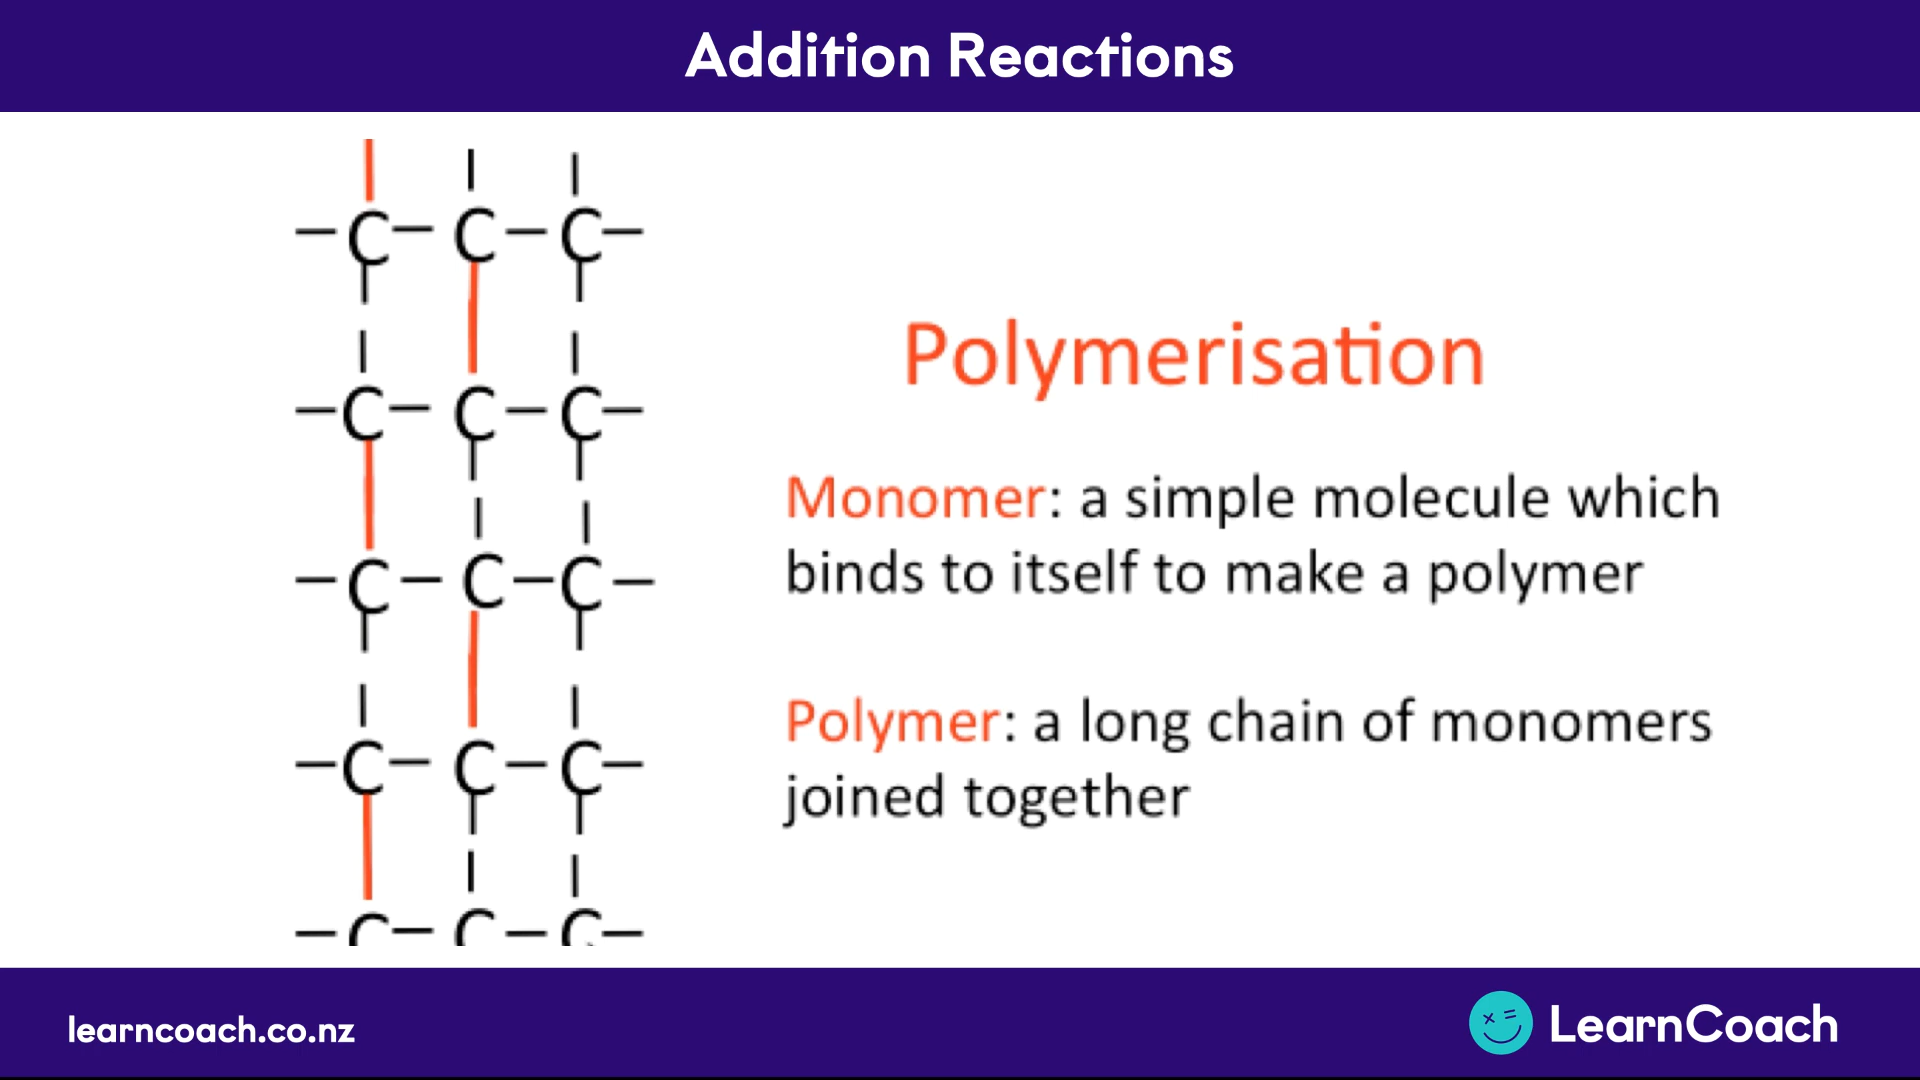 Addition Reactions
C C C
C C C
C C C
C C C
C C C
Polymerisation
Monomer: a simple molecule which
binds to itself to make a polymer
Polymer: a long chain of monomers
joined together
learncoach.co.nz
LearnCoach